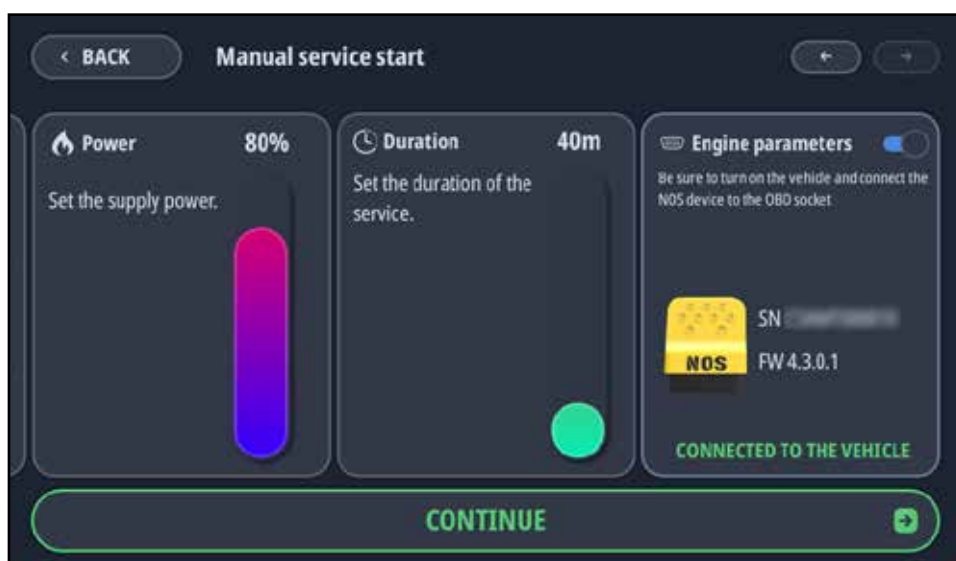 BACK
Manual service start
Power 80%
Set the supply power.
Duration 40m
Set the duration of the
service.
Engine parameters
Be sure to turn on the vehicle and connect the
NOS device to the OBD socket
NOS
SN
FW 4.3.0.1
CONNECTED TO THE VEHICLE
CONTINUE